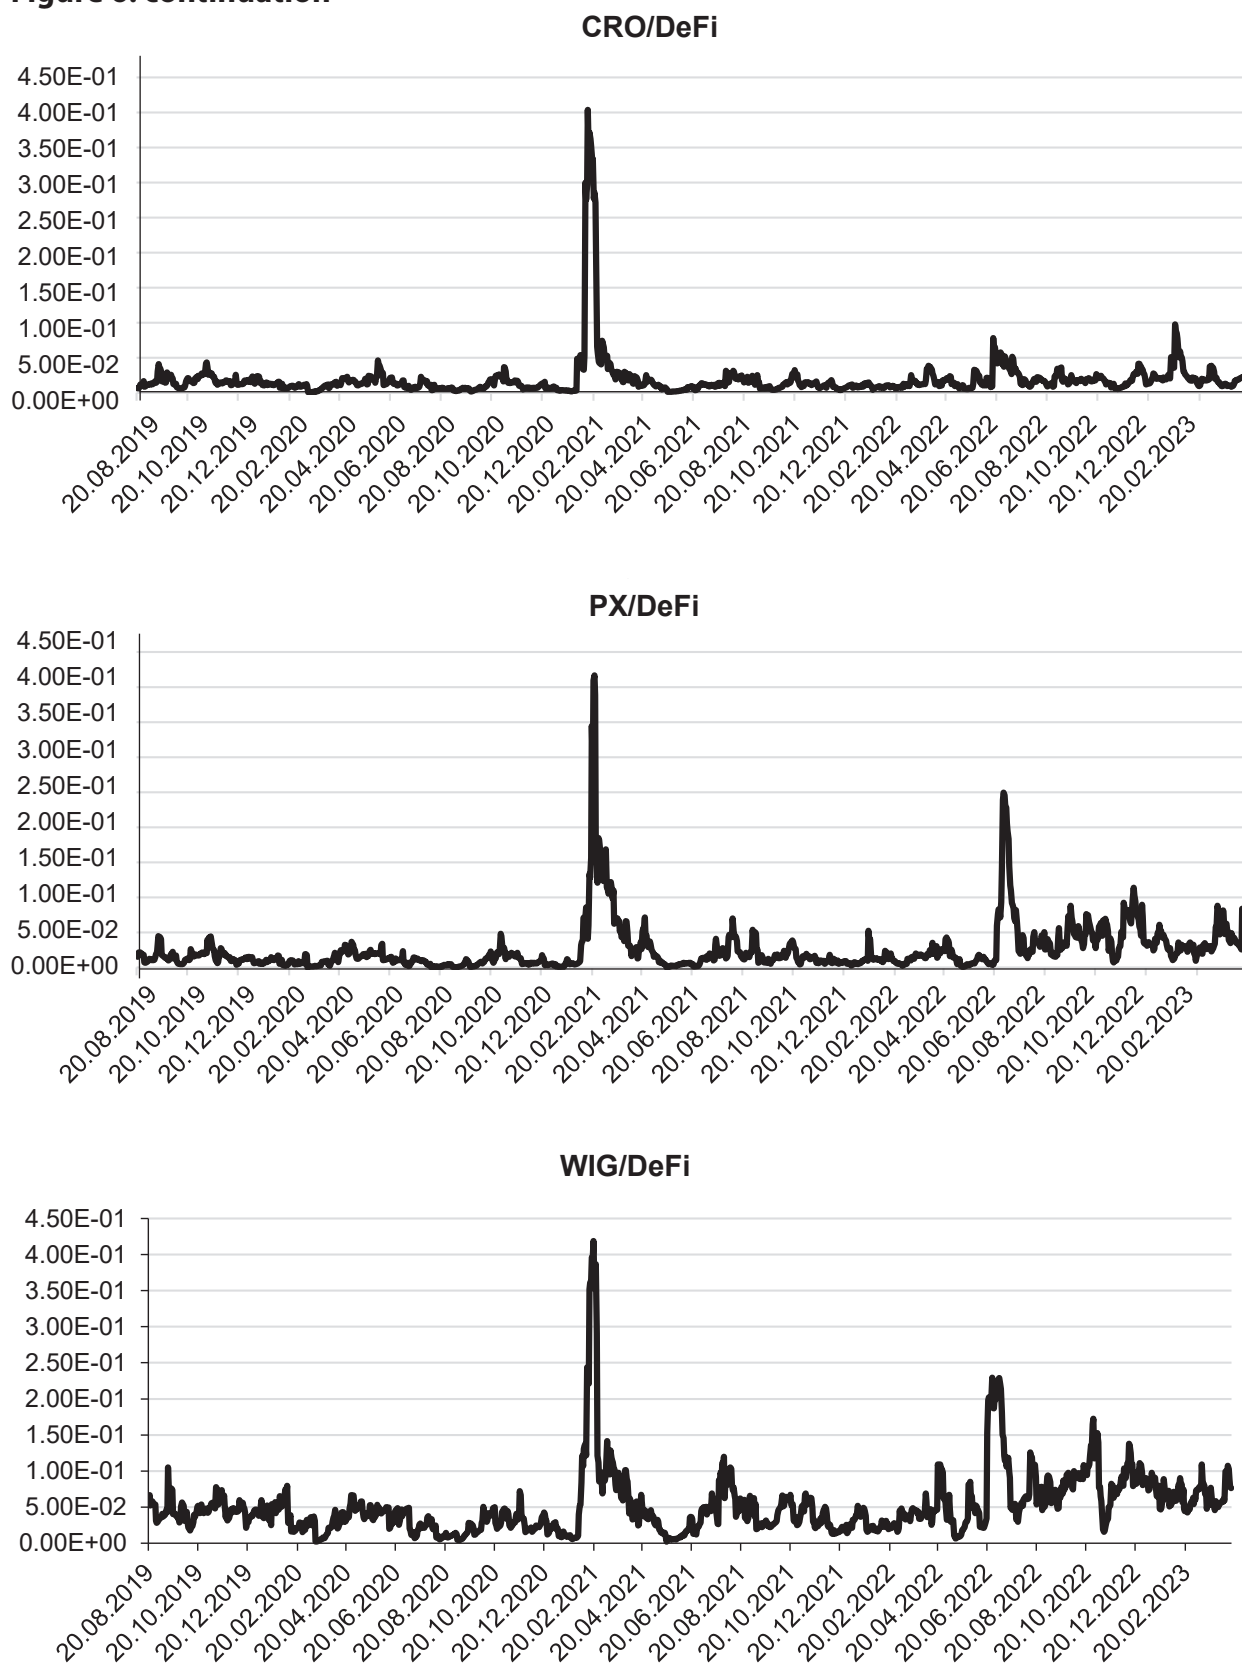 Figure 6. continuation
CRO/DeFi
4.50E-01
4.00E-01
3.50E-01
3.00E-01
2.50E-01
2.00E-01
1.50E-01
1.00E-01
5.00E-02
0.00E+00
20.08.2019
20.10.2019
20.12.2019
20.02.2020
20.04.2020
20.06.2020
20.08.2020
20.10.2020
20.12.2020
20.02.2021
20.04.2021
20.06.2021
20.08.2021
20.10.2021
20.12.2021
20.02.2022
20.04.2022
20.06.2022
20.08.2022
20.10.2022
20.12.2022
20.02.2023
PX/DeFi
4.50E-01
4.00E-01
3.50E-01
3.00E-01
2.50E-01
2.00E-01
1.50E-01
1.00E-01
5.00E-02
0.00E+00
20.08.2019
20.10.2019
20.12.2019
20.02.2020
20.04.2020
20.06.2020
20.08.2020
20.10.2020
20.12.2020
20.02.2021
20.04.2021
20.06.2021
20.08.2021
20.10.2021
20.12.2021
20.02.2022
20.04.2022
20.06.2022
20.08.2022
20.10.2022
20.12.2022
20.02.2023
WIG/DeFi
4.50E-01
4.00E-01
3.50E-01
3.00E-01
2.50E-01
2.00E-01
1.50E-01
1.00E-01
5.00E-02
0.00E+00
20.08.2019
20.10.2019
20.12.2019
20.02.2020
20.04.2020
20.06.2020
20.08.2020
20.10.2020
20.12.2020
20.02.2021
20.04.2021
20.06.2021
20.08.2021
20.10.2021
20.12.2021
20.02.2022
20.04.2022
20.06.2022
20.08.2022
20.10.2022
20.12.2022
20.02.2023